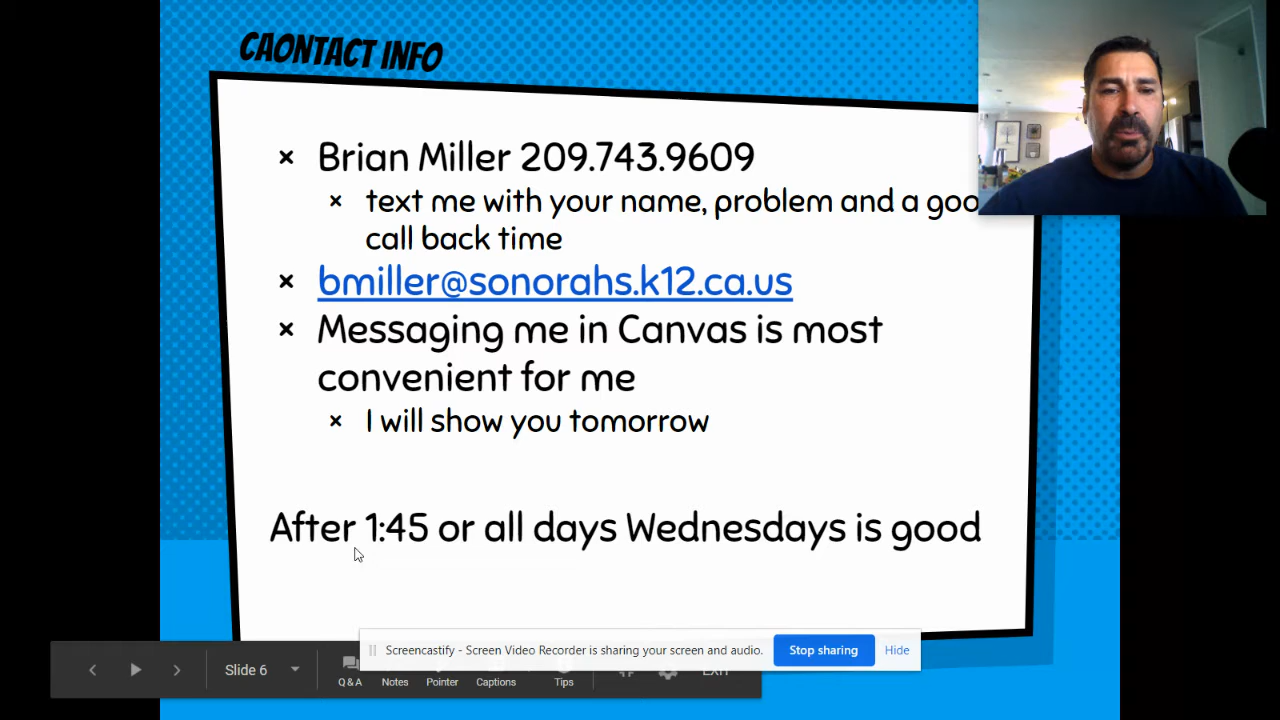 CAONTACT INFO
× Brian Miller 209.743.9609
× text me with your name, problem and a goo
call back time
× bmiller@sonorahs.k12.ca.us
× Messaging me in Canvas is most
convenient for me
× I will show you tomorrow
After 1:45 or all days Wednesdays is good
Screencastify - Screen Video Recorder is sharing your screen and audio.
Stop sharing
Hide
Slide 6
Q & A
Notes
Pointer
Captions
Tips
EXIT